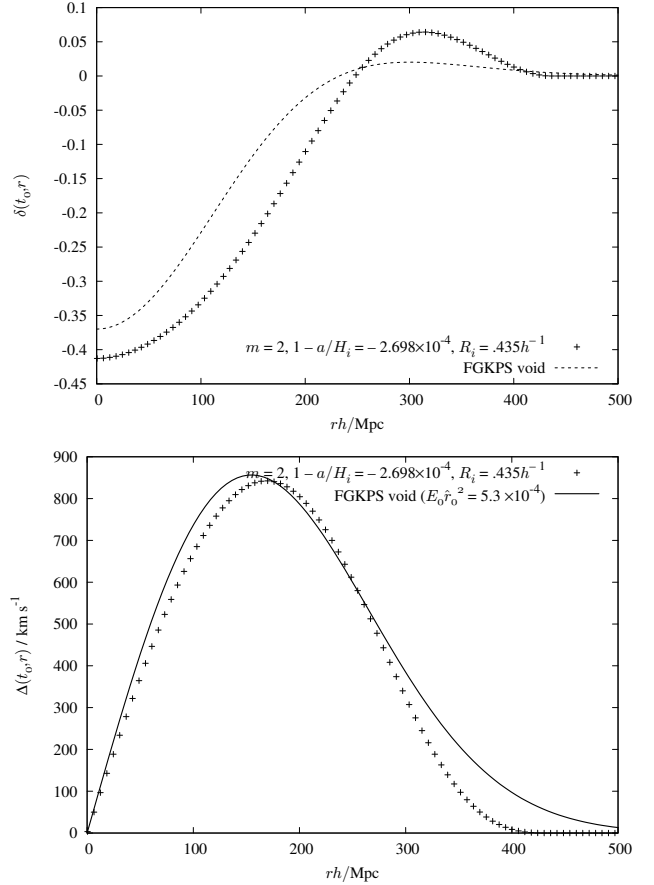 0.1
0.05
0
-0.05
-0.1
-0.15
-0.2
-0.25
-0.3
-0.35
-0.4
-0.45
δ(t₀,r)
m = 2, 1 − a/Hᵢ = − 2.698×10⁻⁴, Rᵢ = .435h⁻¹
FGKPS void
0 100 200 300 400 500
rh/Mpc
900
800
700
600
500
400
300
200
100
0
Δ(t₀,r) / km s⁻¹
m = 2, 1 − a/Hᵢ = − 2.698×10⁻⁴, Rᵢ = .435h⁻¹
FGKPS void (E₀r̂₀² = 5.3 ×10⁻⁴)
0 100 200 300 400 500
rh/Mpc